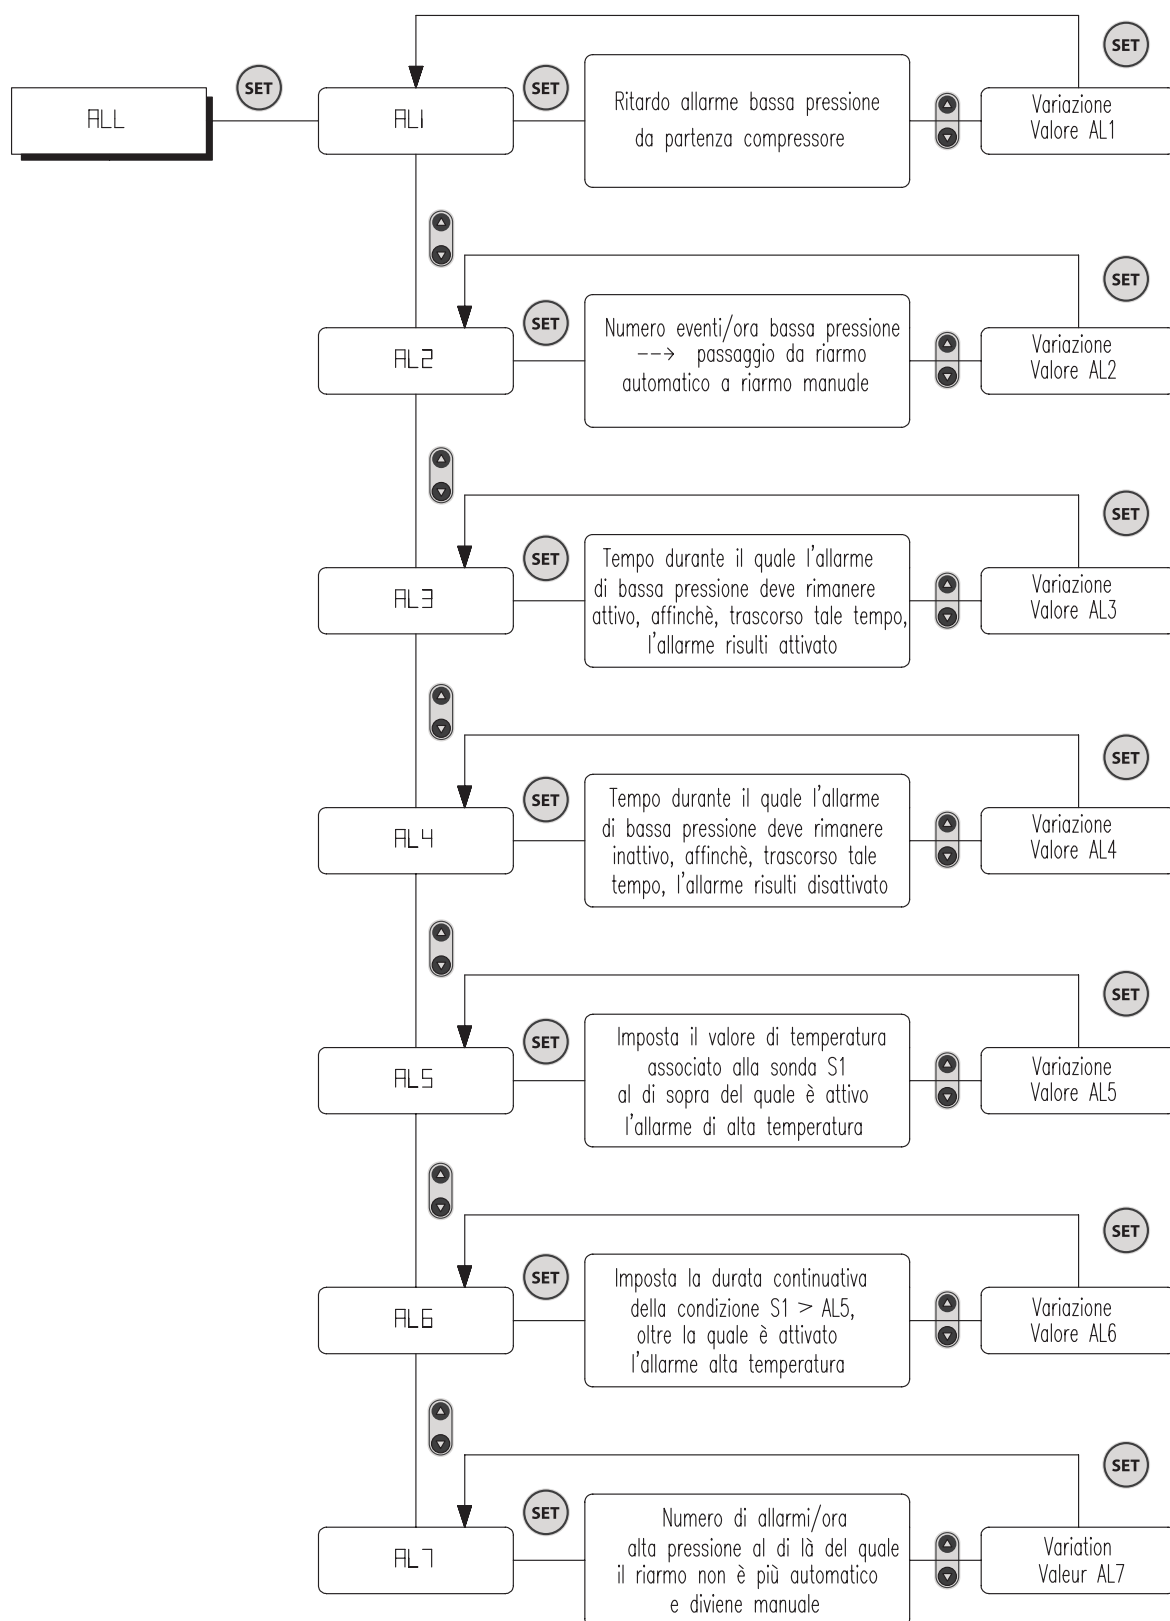 SET
ALL
SET
AL1
SET
Ritardo allarme bassa pressione
da partenza compressore
Variazione
Valore AL1
SET
AL2
SET
Numero eventi/ora bassa pressione
---> passaggio da riarmo
automatico a riarmo manuale
Variazione
Valore AL2
SET
AL3
SET
Tempo durante il quale l'allarme
di bassa pressione deve rimanere
attivo, affinchè, trascorso tale tempo,
l'allarme risulti attivato
Variazione
Valore AL3
SET
AL4
SET
Tempo durante il quale l'allarme
di bassa pressione deve rimanere
inattivo, affinchè, trascorso tale
tempo, l'allarme risulti disattivato
Variazione
Valore AL4
SET
AL5
SET
Imposta il valore di temperatura
associato alla sonda S1
al di sopra del quale è attivo
l'allarme di alta temperatura
Variazione
Valore AL5
SET
AL6
SET
Imposta la durata continuativa
della condizione S1 > AL5,
oltre la quale è attivato
l'allarme alta temperatura
Variazione
Valore AL6
SET
AL7
SET
Numero di allarmi/ora
alta pressione al di là del quale
il riarmo non è più automatico
e diviene manuale
Variation
Valeur AL7